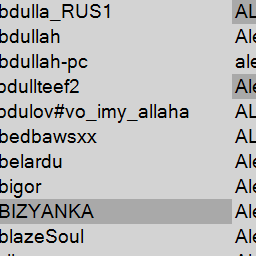 bdulla_RUS1 AL
bdullah Ale
bdullah-pc ale
bdullteef2 Ale
bdulov#vo_imy_allaha AL
bedbawsxx AL
belardu Ale
bigor Ale
BIZYANKA Ale
blazeSoul Ale